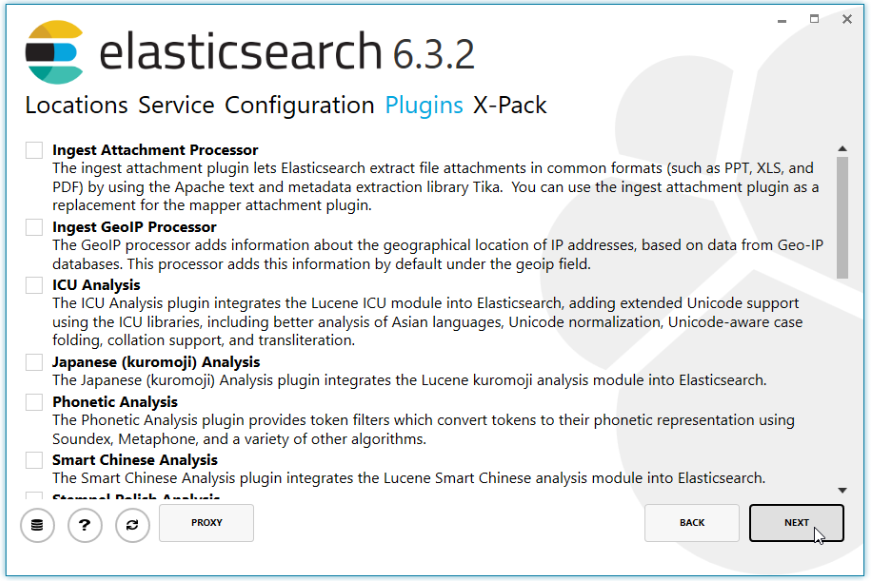 elasticsearch 6.3.2
Locations Service Configuration Plugins X-Pack
Ingest Attachment Processor
The ingest attachment plugin lets Elasticsearch extract file attachments in common formats (such as PPT, XLS, and
PDF) by using the Apache text and metadata extraction library Tika.  You can use the ingest attachment plugin as a
replacement for the mapper attachment plugin.
Ingest GeoIP Processor
The GeoIP processor adds information about the geographical location of IP addresses, based on data from Geo-IP
databases. This processor adds this information by default under the geoip field.
ICU Analysis
The ICU Analysis plugin integrates the Lucene ICU module into Elasticsearch, adding extended Unicode support
using the ICU libraries, including better analysis of Asian languages, Unicode normalization, Unicode-aware case
folding, collation support, and transliteration.
Japanese (kuromoji) Analysis
The Japanese (kuromoji) Analysis plugin integrates the Lucene kuromoji analysis module into Elasticsearch.
Phonetic Analysis
The Phonetic Analysis plugin provides token filters which convert tokens to their phonetic representation using
Soundex, Metaphone, and a variety of other algorithms.
Smart Chinese Analysis
The Smart Chinese Analysis plugin integrates the Lucene Smart Chinese analysis module into Elasticsearch.
Stempel Polish Analysis
? PROXY BACK NEXT